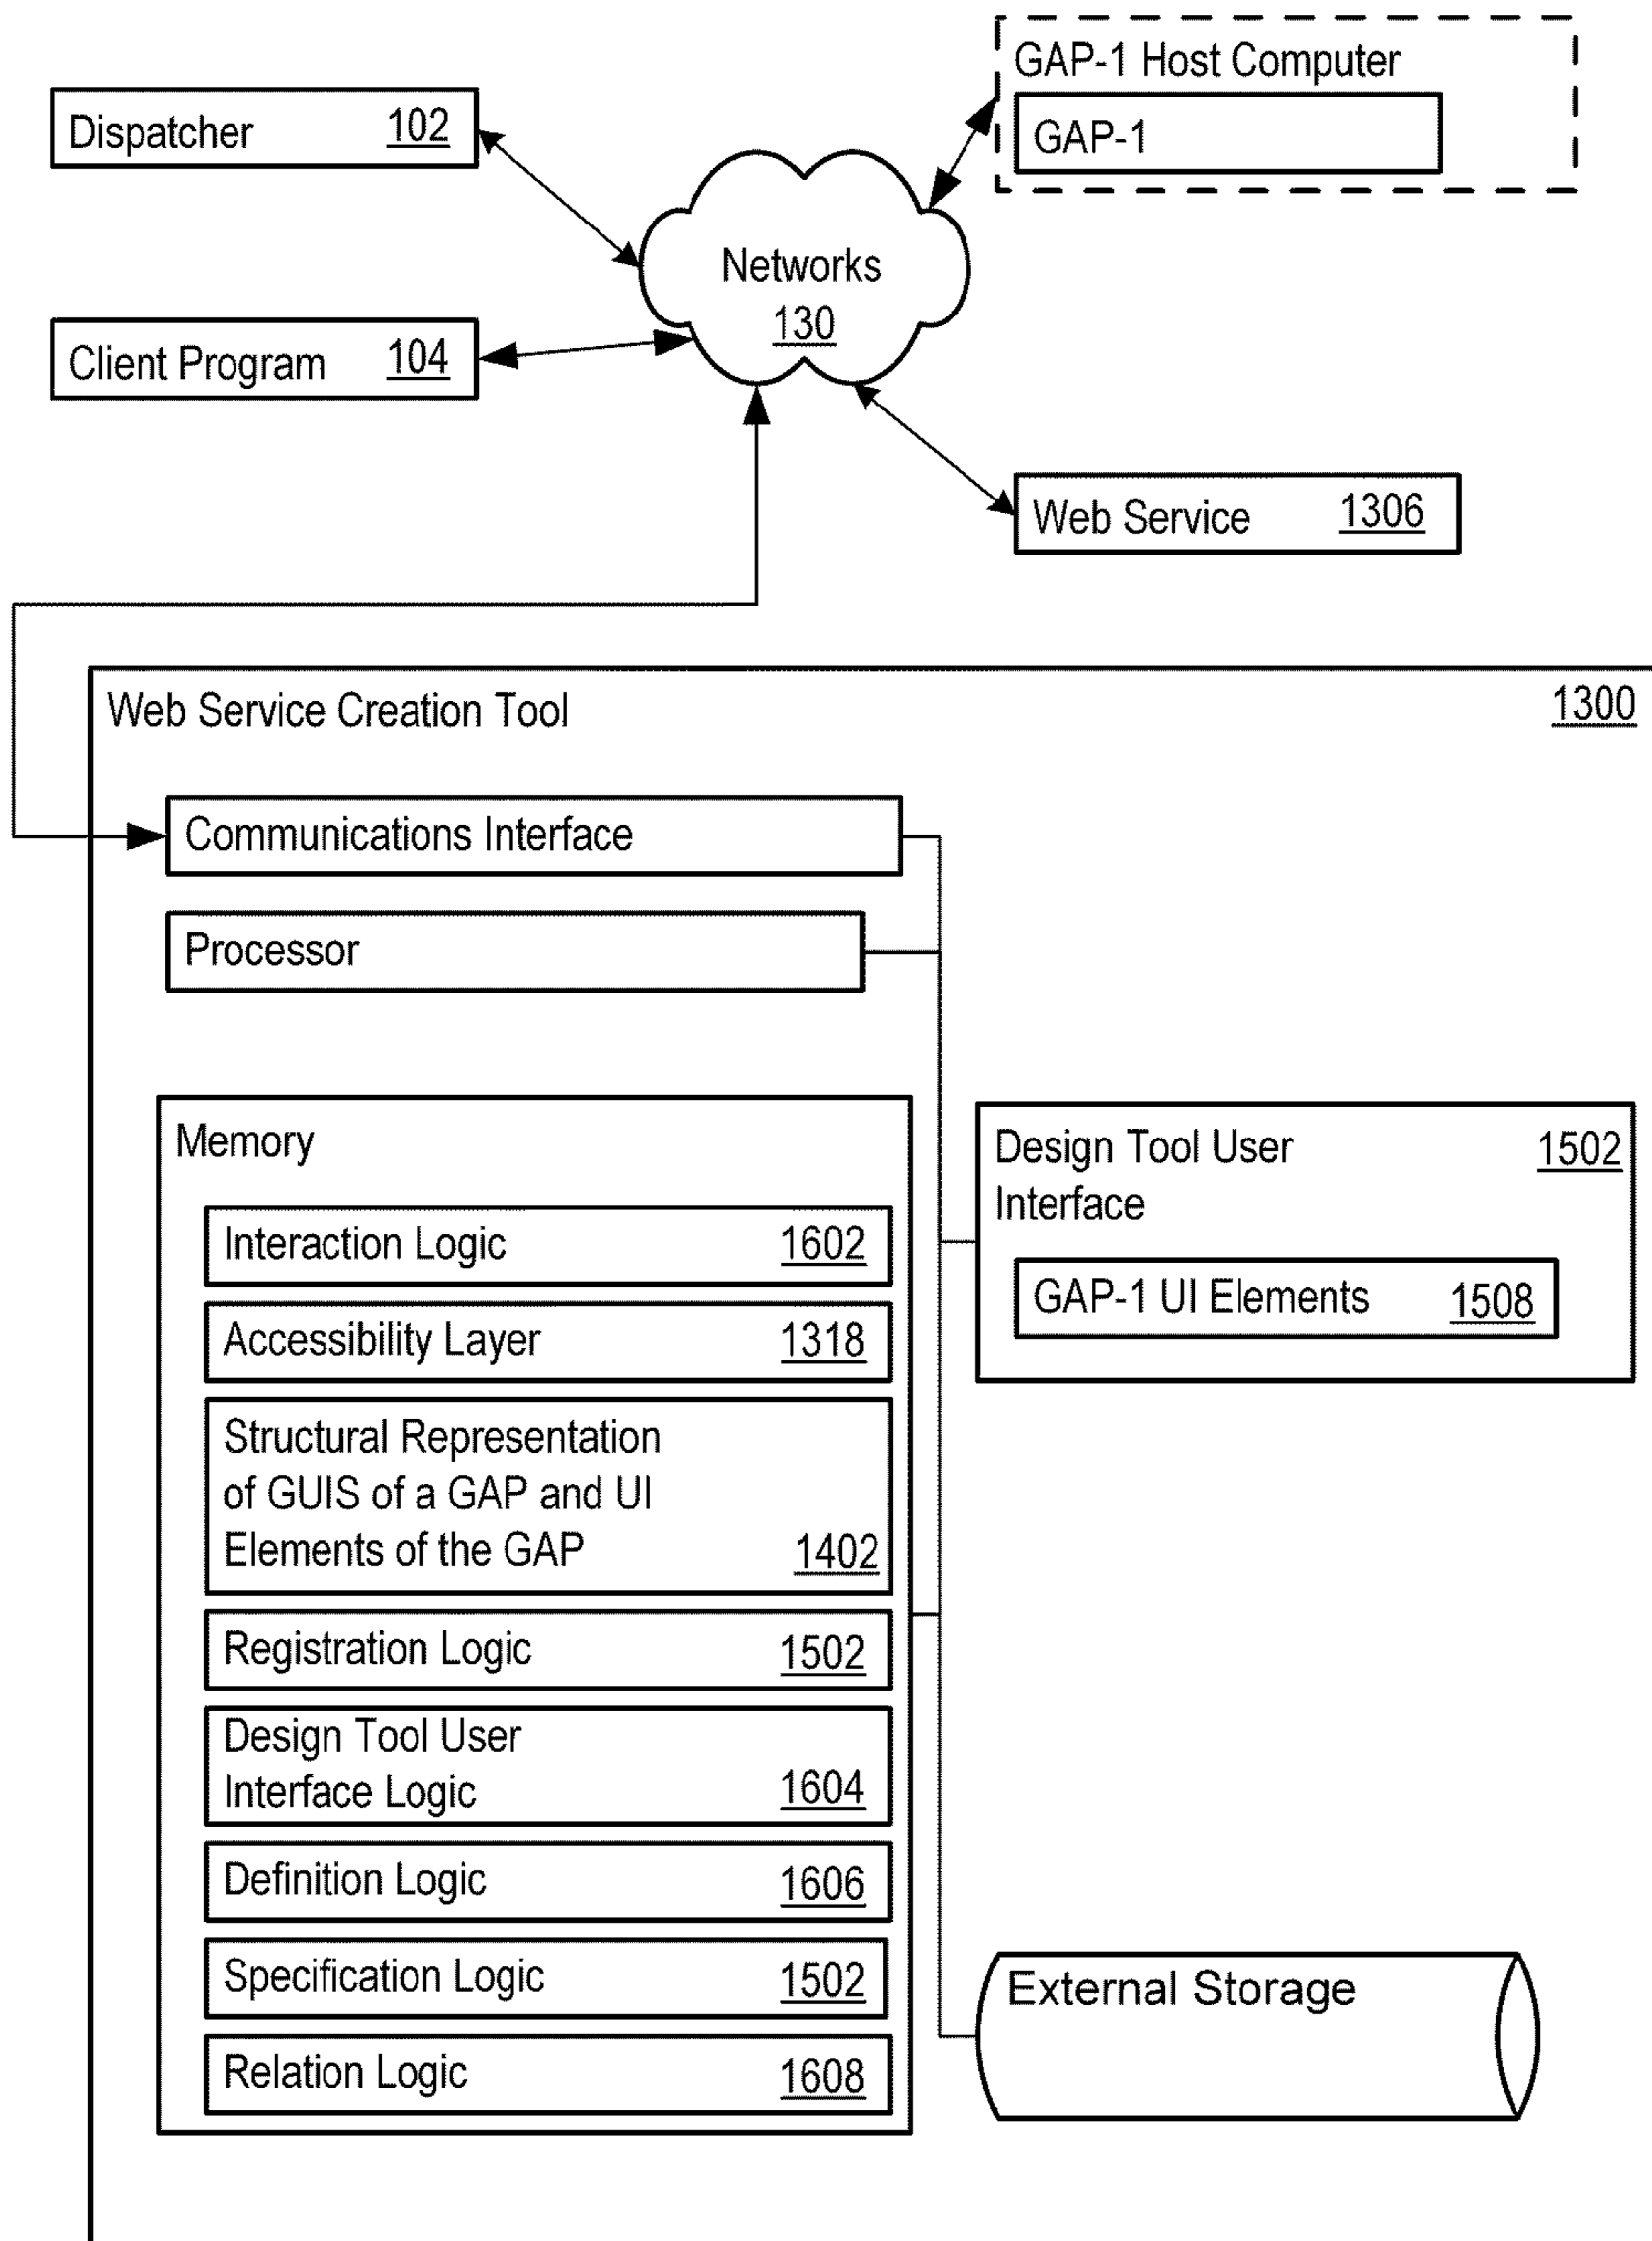 GAP-1 Host Computer
Dispatcher 102
GAP-1
Networks
130
Client Program 104
Web Service 1306
Web Service Creation Tool 1300
Communications Interface
Processor
Memory
Interaction Logic 1602
Accessibility Layer 1318
Structural Representation
of GUIS of a GAP and UI
Elements of the GAP 1402
Registration Logic 1502
Design Tool User
Interface Logic 1604
Definition Logic 1606
Specification Logic 1502
Relation Logic 1608
Design Tool User 1502
Interface
GAP-1 UI Elements 1508
External Storage